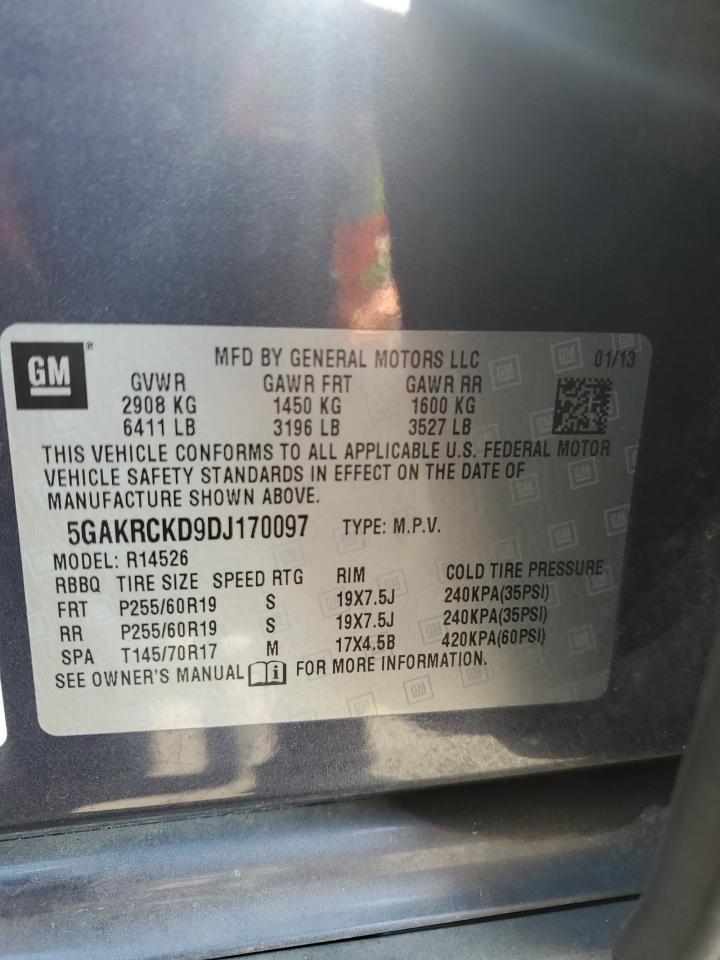 GM ® MFD BY GENERAL MOTORS LLC 01/13
GVWR GAWR FRT GAWR RR
2908 KG 1450 KG 1600 KG
6411 LB 3196 LB 3527 LB
THIS VEHICLE CONFORMS TO ALL APPLICABLE U.S. FEDERAL MOTOR
VEHICLE SAFETY STANDARDS IN EFFECT ON THE DATE OF
MANUFACTURE SHOWN ABOVE.
5GAKRCKD9DJ170097 TYPE: M.P.V.
MODEL: R14526
RBBQ TIRE SIZE SPEED RTG RIM COLD TIRE PRESSURE
FRT P255/60R19 S 19X7.5J 240KPA(35PSI)
RR P255/60R19 S 19X7.5J 240KPA(35PSI)
SPA T145/70R17 M 17X4.5B 420KPA(60PSI)
SEE OWNER'S MANUAL i FOR MORE INFORMATION.